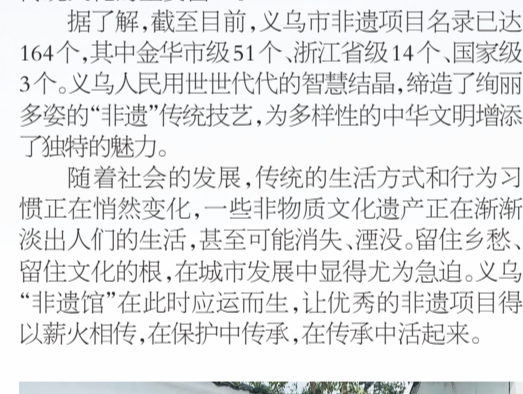 据了解,截至目前,义乌市非遗项目名录已达
164个,其中金华市级51个、浙江省级14个、国家级
3个。义乌人民用世世代代的智慧结晶,缔造了绚丽
多姿的“非遗”传统技艺,为多样性的中华文明增添
了独特的魅力。
随着社会的发展,传统的生活方式和行为习
惯正在悄然变化,一些非物质文化遗产正在渐渐
淡出人们的生活,甚至可能消失、湮没。留住乡愁、
留住文化的根,在城市发展中显得尤为急迫。义乌
“非遗馆”在此时应运而生,让优秀的非遗项目得
以薪火相传,在保护中传承,在传承中活起来。